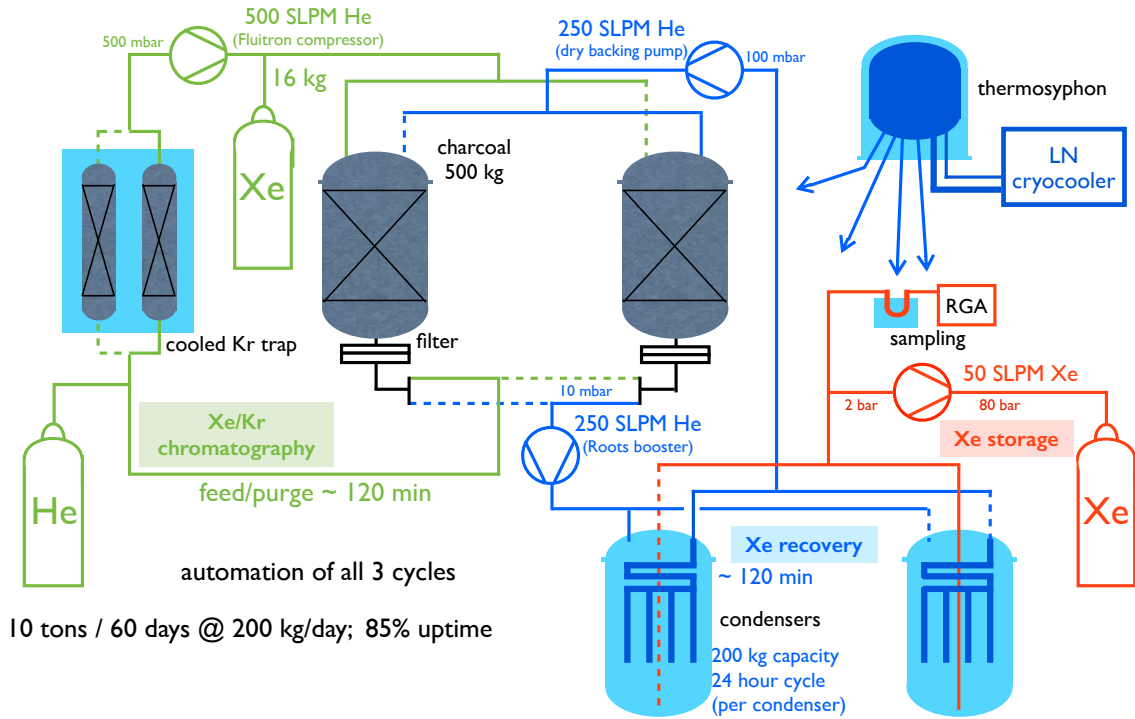 500 SLPM He
(Fluitron compressor)
500 mbar
16 kg
Xe
250 SLPM He
(dry backing pump)
100 mbar
thermosyphon
LN
cryocooler
charcoal
500 kg
cooled Kr trap
filter
10 mbar
RGA
sampling
50 SLPM Xe
2 bar
80 bar
Xe storage
Xe
Xe/Kr
chromatography
250 SLPM He
(Roots booster)
feed/purge ~ 120 min
He
Xe recovery
~ 120 min
automation of all 3 cycles
10 tons / 60 days @ 200 kg/day; 85% uptime
condensers
200 kg capacity
24 hour cycle
(per condenser)